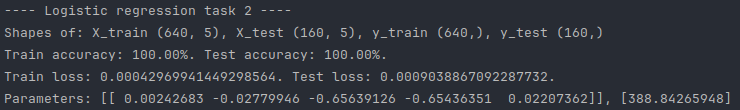 ---- Logistic regression task 2 ----
Shapes of: X_train (640, 5), X_test (160, 5), y_train (640,), y_test (160,)
Train accuracy: 100.00%. Test accuracy: 100.00%.
Train loss: 0.00042969941449298564. Test loss: 0.0009038867092287732.
Parameters: [[ 0.00242683 -0.02779946 -0.65639126 -0.65436351  0.02207362]], [388.84265948]